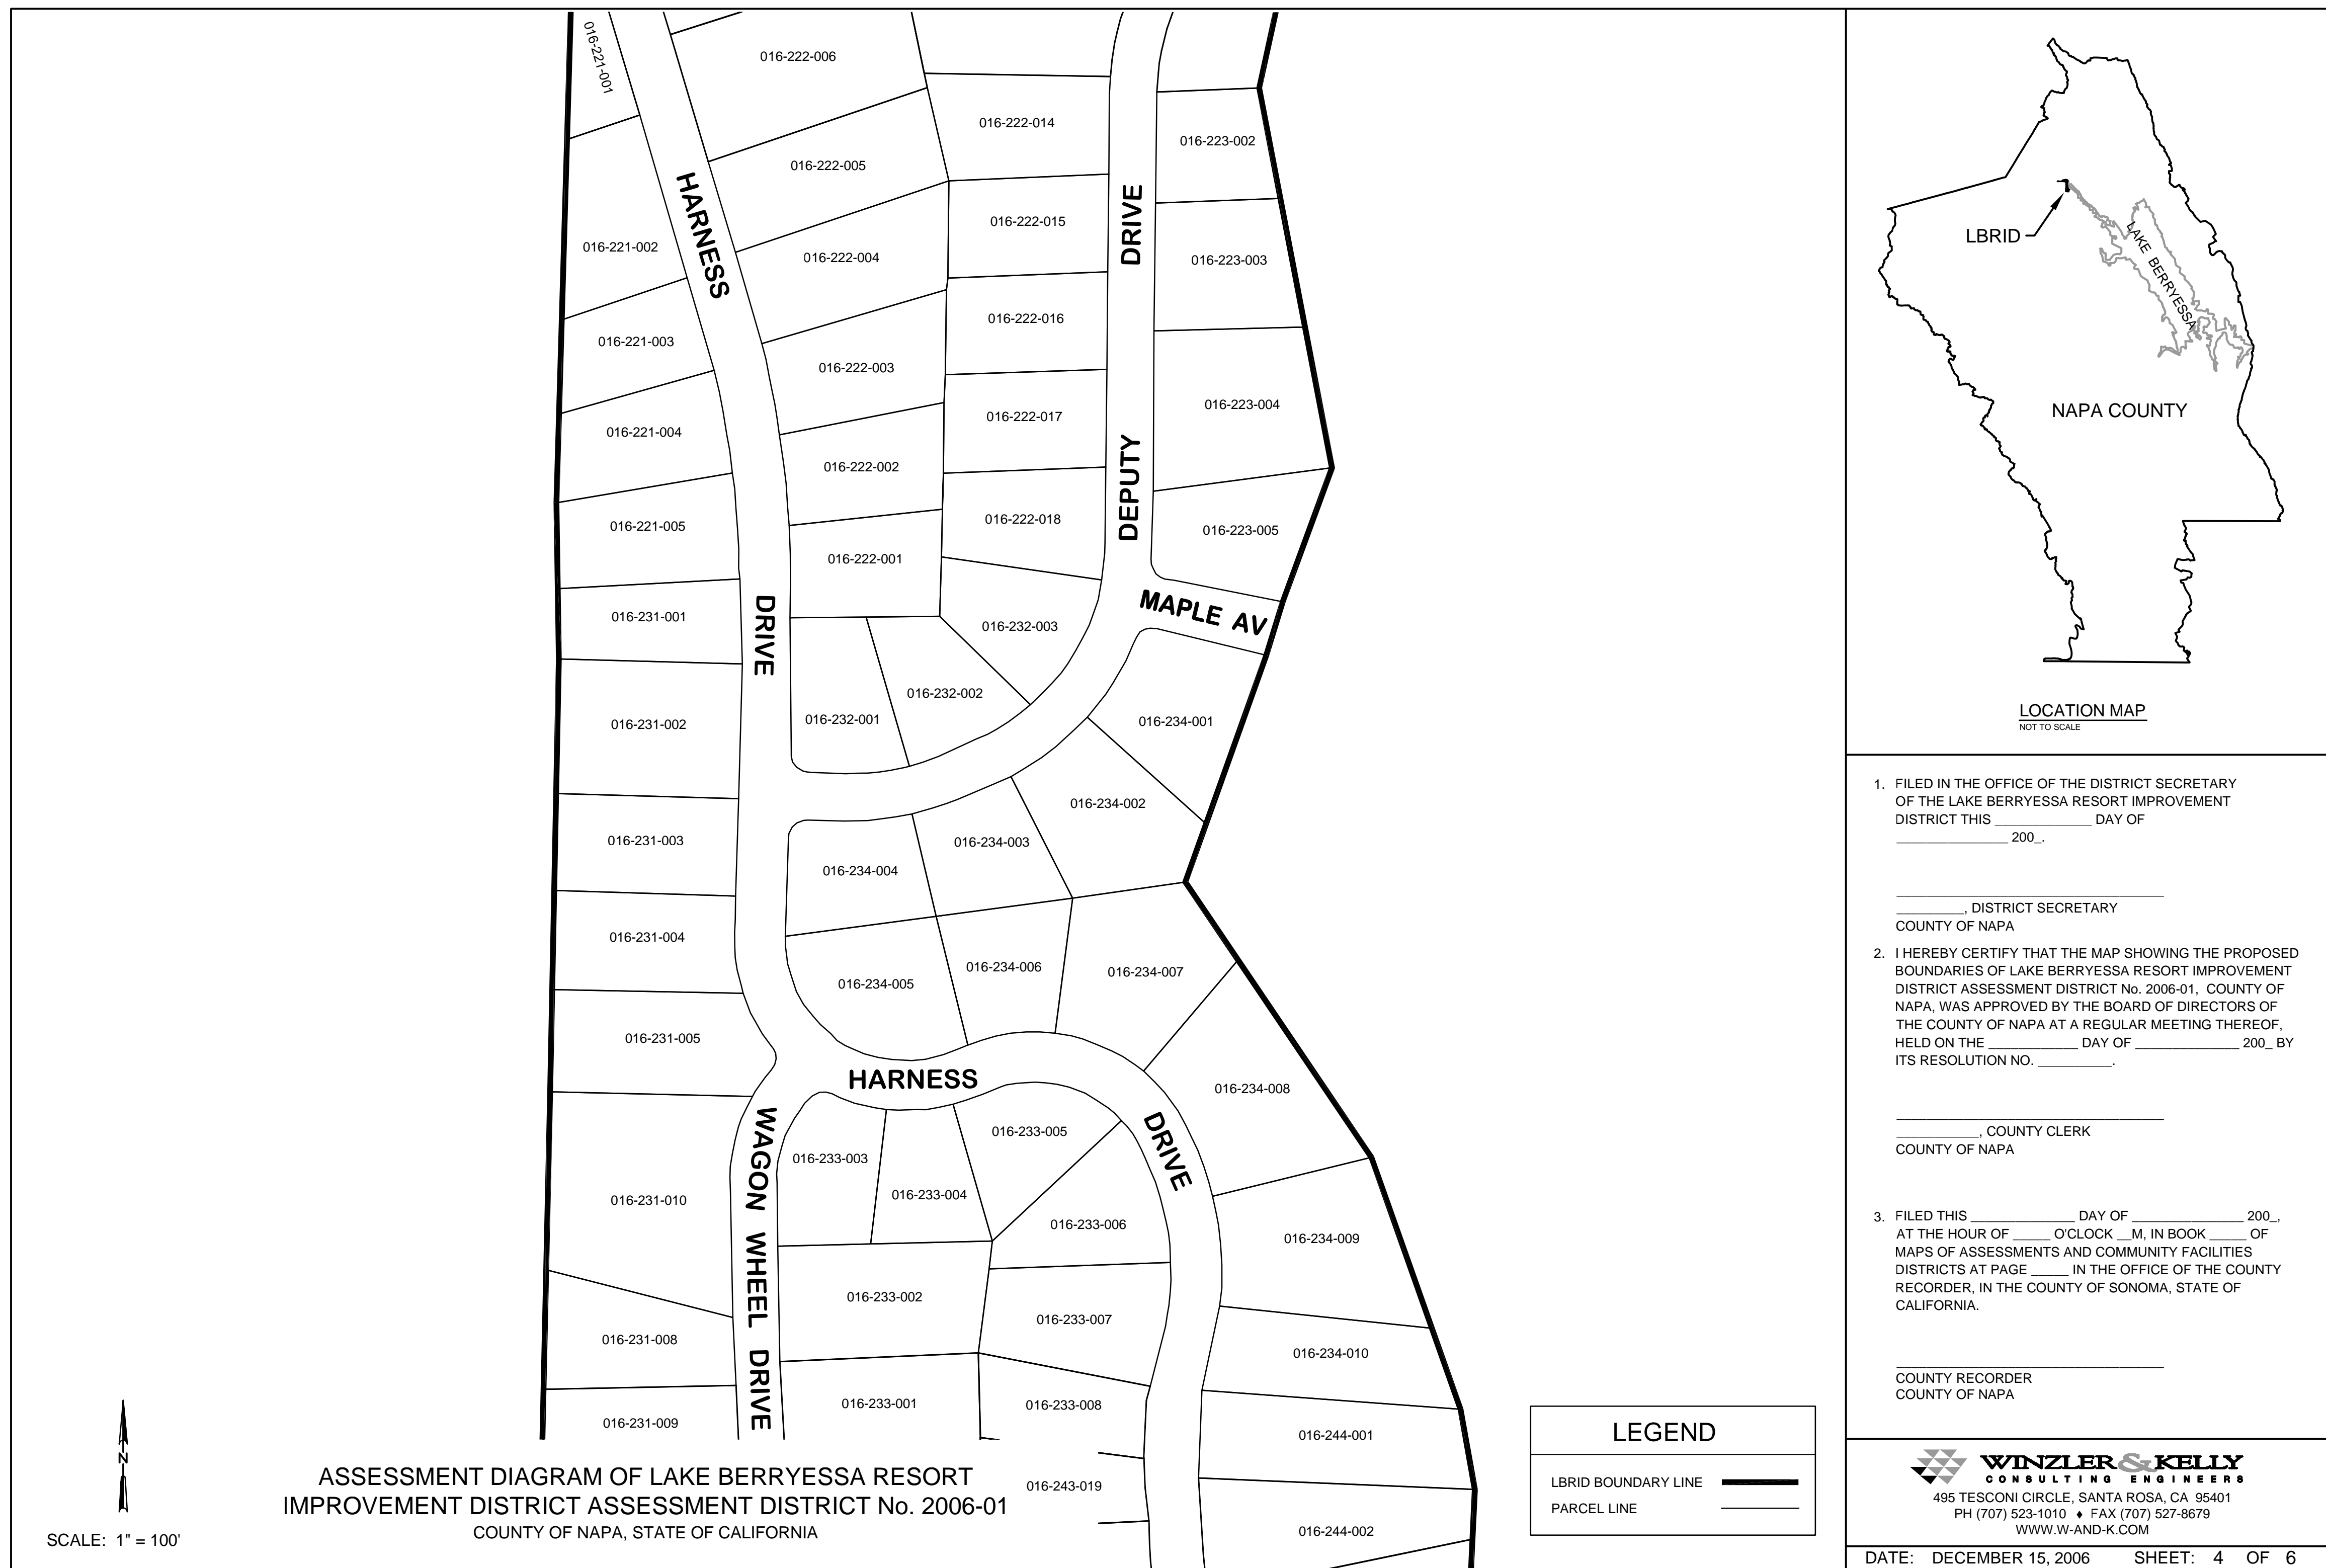 016-221-001
016-222-006
016-222-014
016-223-002
016-222-005
HARNESS
DRIVE
016-222-015
016-221-002
016-222-004
016-223-003
016-222-016
016-221-003
016-222-003
016-223-004
016-222-017
016-221-004
016-222-002
DEPUTY
016-222-018
016-221-005
016-223-005
016-222-001
MAPLE AV
016-231-001
DRIVE
016-232-003
016-232-002
016-232-001
016-231-002
016-234-001
016-234-002
016-231-003
016-234-003
016-234-004
016-231-004
016-234-006
016-234-007
016-234-005
016-231-005
HARNESS
016-234-008
016-233-005
DRIVE
016-233-003
WAGON WHEEL DRIVE
016-233-004
016-231-010
016-233-006
016-234-009
016-233-002
016-233-007
016-231-008
016-234-010
016-233-001
016-233-008
016-231-009
016-244-001
016-243-019
016-244-002
N
SCALE: 1" = 100'
ASSESSMENT DIAGRAM OF LAKE BERRYESSA RESORT
IMPROVEMENT DISTRICT ASSESSMENT DISTRICT No. 2006-01
COUNTY OF NAPA, STATE OF CALIFORNIA
LEGEND
LBRID BOUNDARY LINE
PARCEL LINE
LBRID
LAKE BERRYESSA
NAPA COUNTY
LOCATION MAP
NOT TO SCALE
1. FILED IN THE OFFICE OF THE DISTRICT SECRETARY
OF THE LAKE BERRYESSA RESORT IMPROVEMENT
DISTRICT THIS _____________ DAY OF
_______________ 200_.
_________, DISTRICT SECRETARY
COUNTY OF NAPA
2. I HEREBY CERTIFY THAT THE MAP SHOWING THE PROPOSED
BOUNDARIES OF LAKE BERRYESSA RESORT IMPROVEMENT
DISTRICT ASSESSMENT DISTRICT No. 2006-01, COUNTY OF
NAPA, WAS APPROVED BY THE BOARD OF DIRECTORS OF
THE COUNTY OF NAPA AT A REGULAR MEETING THEREOF,
HELD ON THE ____________ DAY OF ______________ 200_ BY
ITS RESOLUTION NO. __________.
___________, COUNTY CLERK
COUNTY OF NAPA
3. FILED THIS ______________ DAY OF _______________ 200_,
AT THE HOUR OF _____ O'CLOCK __M, IN BOOK _____ OF
MAPS OF ASSESSMENTS AND COMMUNITY FACILITIES
DISTRICTS AT PAGE _____ IN THE OFFICE OF THE COUNTY
RECORDER, IN THE COUNTY OF SONOMA, STATE OF
CALIFORNIA.
COUNTY RECORDER
COUNTY OF NAPA
WINZLER & KELLY
CONSULTING ENGINEERS
495 TESCONI CIRCLE, SANTA ROSA, CA 95401
PH (707) 523-1010 ♦ FAX (707) 527-8679
WWW.W-AND-K.COM
DATE: DECEMBER 15, 2006 SHEET: 4 OF 6